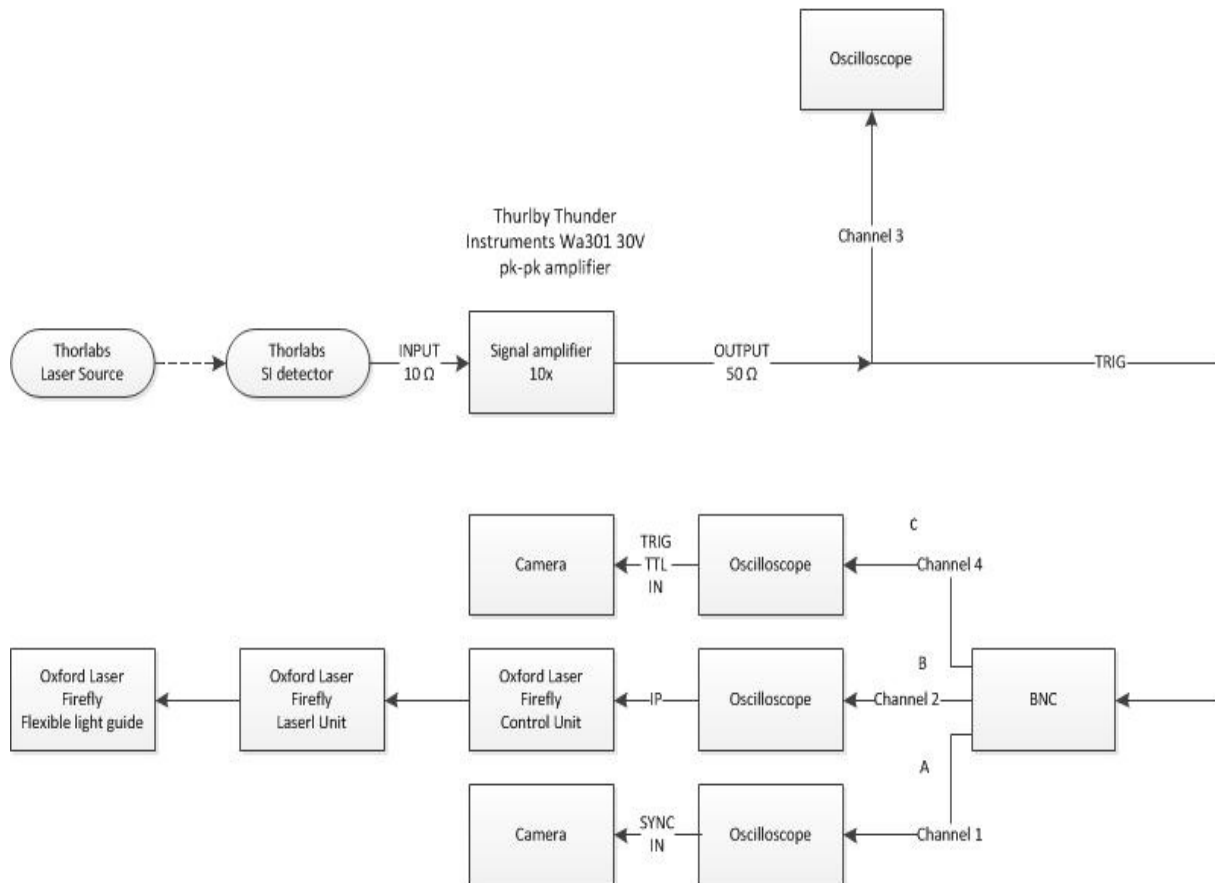 Oscilloscope
Thurlby Thunder
Instruments Wa301 30V
pk-pk amplifier
Channel 3
Thorlabs
Laser Source
Thorlabs
SI detector
INPUT
10 Ω
Signal amplifier
10x
OUTPUT
50 Ω
TRIG
Camera
TRIG
TTL
IN
Oscilloscope
C
Channel 4
Oxford Laser
Firefly
Flexible light guide
Oxford Laser
Firefly
Laserl Unit
Oxford Laser
Firefly
Control Unit
IP
Oscilloscope
B
Channel 2
BNC
A
Camera
SYNC
IN
Oscilloscope
Channel 1